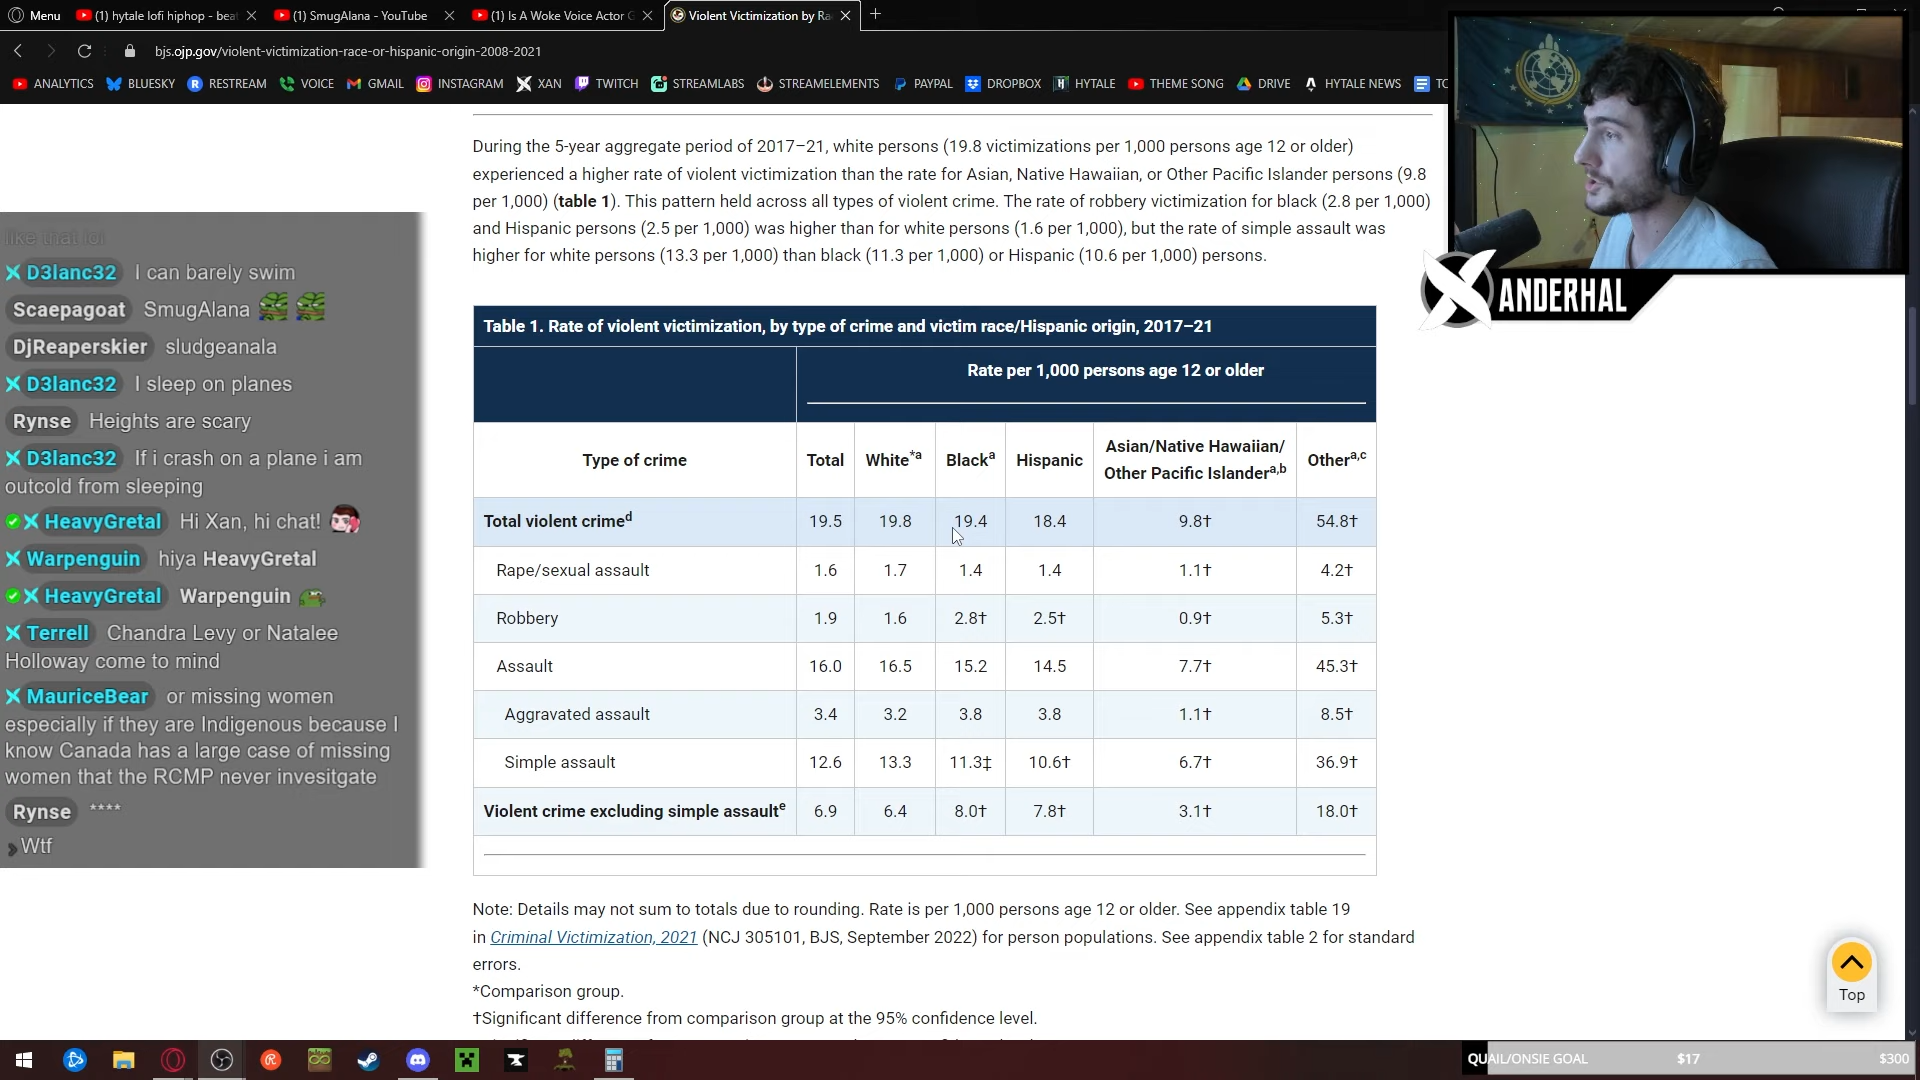 Menu
(1) hytale lofi hiphop - bea
(1) SmugAlana - YouTube
(1) Is A Woke Voice Actor G
Violent Victimization by Ra
bjs.ojp.gov/violent-victimization-race-or-hispanic-origin-2008-2021
ANALYTICS BLUESKY RESTREAM VOICE GMAIL INSTAGRAM XAN TWITCH STREAMLABS STREAMELEMENTS PAYPAL DROPBOX HYTALE THEME SONG DRIVE HYTALE NEWS TO
During the 5-year aggregate period of 2017–21, white persons (19.8 victimizations per 1,000 persons age 12 or older)
experienced a higher rate of violent victimization than the rate for Asian, Native Hawaiian, or Other Pacific Islander persons (9.8
per 1,000) (table 1). This pattern held across all types of violent crime. The rate of robbery victimization for black (2.8 per 1,000)
and Hispanic persons (2.5 per 1,000) was higher than for white persons (1.6 per 1,000), but the rate of simple assault was
higher for white persons (13.3 per 1,000) than black (11.3 per 1,000) or Hispanic (10.6 per 1,000) persons.
XANDERHAL
like that lol
D3lanc32 I can barely swim
Scaepagoat SmugAlana
DjReaperskier sludgeanala
D3lanc32 I sleep on planes
Rynse Heights are scary
D3lanc32 If i crash on a plane i am
outcold from sleeping
HeavyGretal Hi Xan, hi chat!
Warpenguin hiya HeavyGretal
HeavyGretal Warpenguin
Terrell Chandra Levy or Natalee
Holloway come to mind
MauriceBear or missing women
especially if they are Indigenous because I
know Canada has a large case of missing
women that the RCMP never invesitgate
Rynse ****
Wtf
Table 1. Rate of violent victimization, by type of crime and victim race/Hispanic origin, 2017–21
Rate per 1,000 persons age 12 or older
Type of crime Total White*a Blacka Hispanic Asian/Native Hawaiian/
Other Pacific Islandera,b Othera,c
Total violent crimed 19.5 19.8 19.4 18.4 9.8† 54.8†
Rape/sexual assault 1.6 1.7 1.4 1.4 1.1† 4.2†
Robbery 1.9 1.6 2.8† 2.5† 0.9† 5.3†
Assault 16.0 16.5 15.2 14.5 7.7† 45.3†
Aggravated assault 3.4 3.2 3.8 3.8 1.1† 8.5†
Simple assault 12.6 13.3 11.3‡ 10.6† 6.7† 36.9†
Violent crime excluding simple assaulte 6.9 6.4 8.0† 7.8† 3.1† 18.0†
Note: Details may not sum to totals due to rounding. Rate is per 1,000 persons age 12 or older. See appendix table 19
in Criminal Victimization, 2021 (NCJ 305101, BJS, September 2022) for person populations. See appendix table 2 for standard
errors.
*Comparison group.
†Significant difference from comparison group at the 95% confidence level.
Top
QUAIL/ONSIE GOAL $17 $300